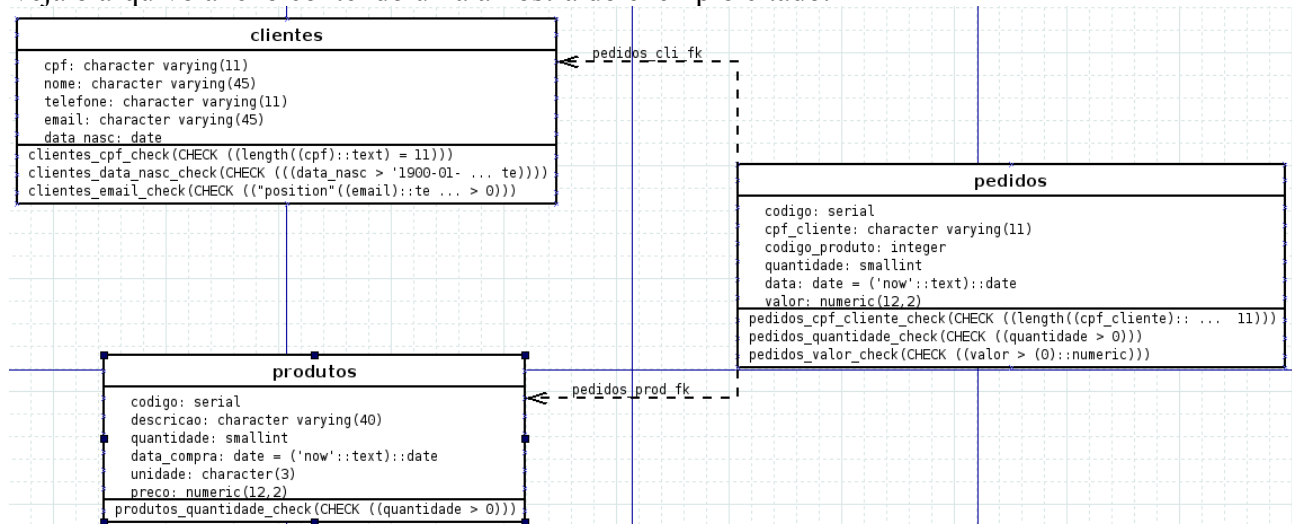 clientes
cpf: character varying(11)
nome: character varying(45)
telefone: character varying(11)
email: character varying(45)
data_nasc: date
clientes_cpf_check(CHECK ((length((cpf)::text) = 11)))
clientes_data_nasc_check(CHECK (((data_nasc > '1900-01- ... te))))
clientes_email_check(CHECK (("position"((email)::te ... > 0)))
pedidos_cli_fk
pedidos
codigo: serial
cpf_cliente: character varying(11)
codigo_produto: integer
quantidade: smallint
data: date = ('now'::text)::date
valor: numeric(12,2)
pedidos_cpf_cliente_check(CHECK ((length((cpf_cliente):: ... 11)))
pedidos_quantidade_check(CHECK ((quantidade > 0)))
pedidos_valor_check(CHECK ((valor > (0)::numeric)))
produtos
codigo: serial
descricao: character varying(40)
quantidade: smallint
data_compra: date = ('now'::text)::date
unidade: character(3)
preco: numeric(12,2)
produtos_quantidade_check(CHECK ((quantidade > 0)))
pedidos_prod_fk